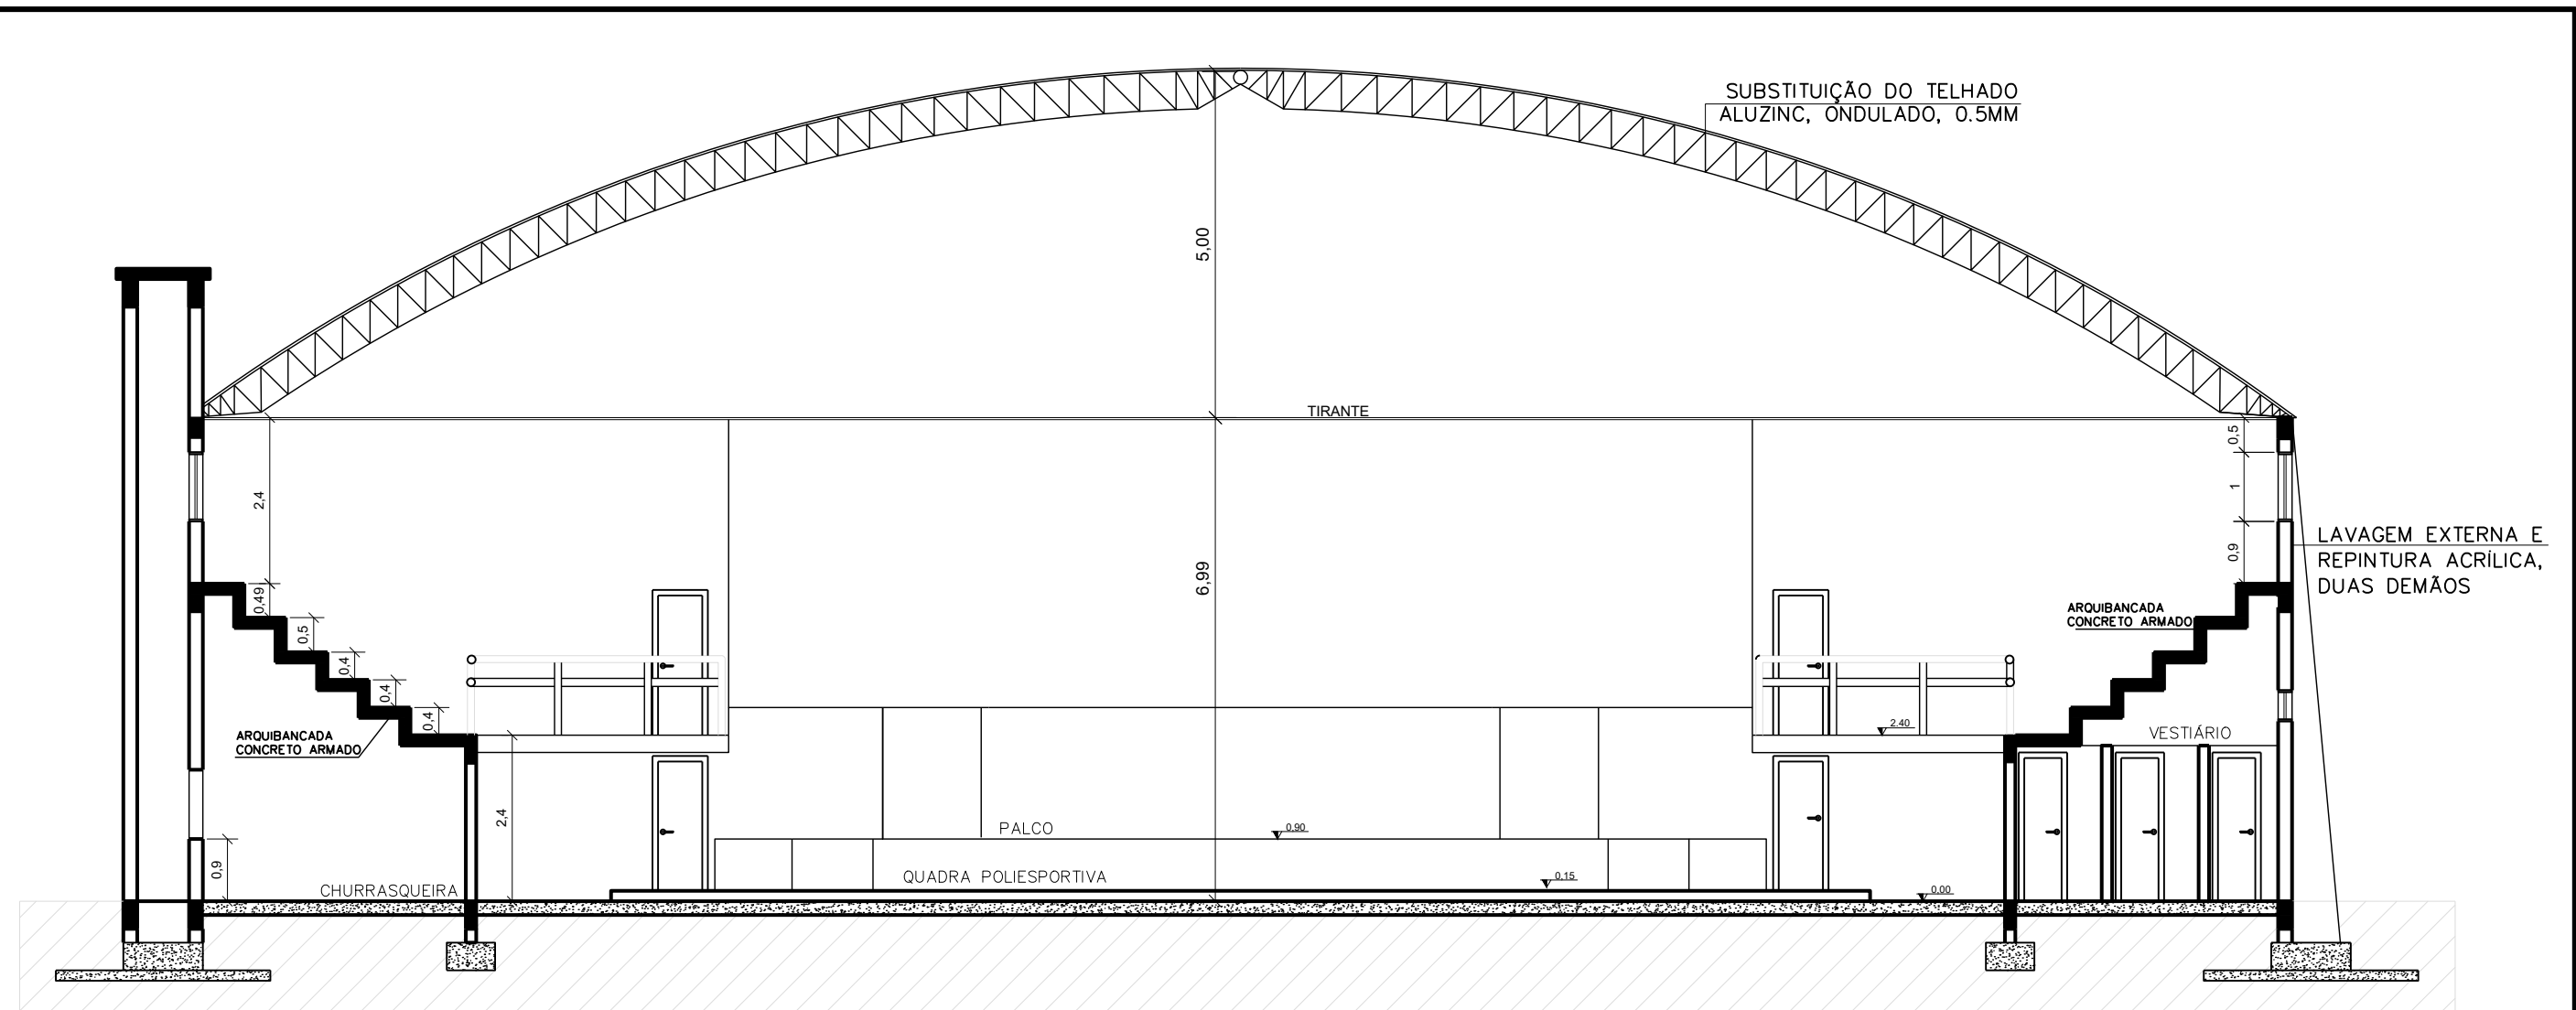 SUBSTITUIÇÃO DO TELHADO
ALUZINC, ONDULADO, 0.5MM
5,00
TIRANTE
0,5
2,4
1
LAVAGEM EXTERNA E
REPINTURA ACRÍLICA,
DUAS DEMÃOS
0,9
6,99
0,49
0,5
0,4
0,4
0,4
ARQUIBANCADA
CONCRETO ARMADO
ARQUIBANCADA
CONCRETO ARMADO
2.40
VESTIÁRIO
2,4
PALCO
0,90
0,9
CHURRASQUEIRA
QUADRA POLIESPORTIVA
0,15
0,00